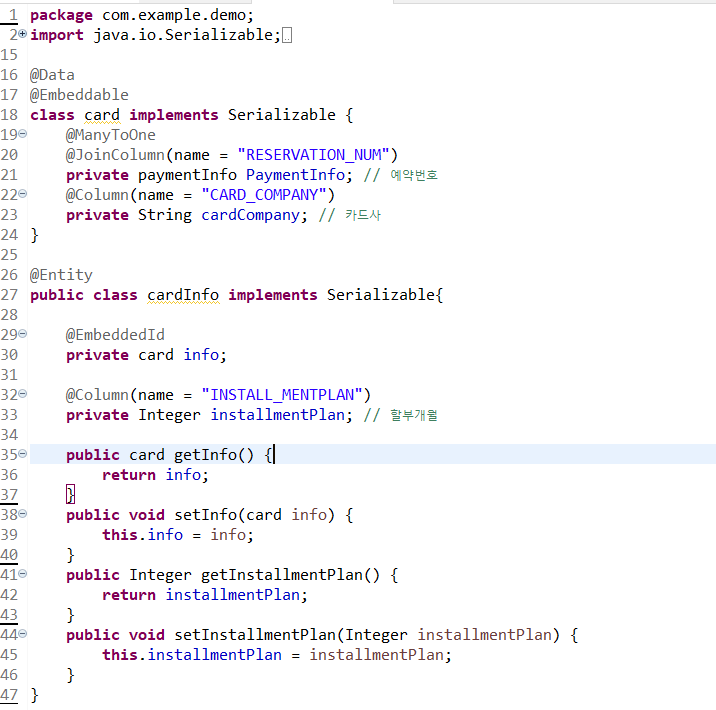 1 package com.example.demo;
2 import java.io.Serializable;
15
16 @Data
17 @Embeddable
18 class card implements Serializable {
19 @ManyToOne
20 @JoinColumn(name = "RESERVATION_NUM")
21 private paymentInfo PaymentInfo; // 예약번호
22 @Column(name = "CARD_COMPANY")
23 private String cardCompany; // 카드사
24 }
25
26 @Entity
27 public class cardInfo implements Serializable{
28
29 @EmbeddedId
30 private card info;
31
32 @Column(name = "INSTALL_MENTPLAN")
33 private Integer installmentPlan; // 할부개월
34
35 public card getInfo() {
36 return info;
37 }
38 public void setInfo(card info) {
39 this.info = info;
40 }
41 public Integer getInstallmentPlan() {
42 return installmentPlan;
43 }
44 public void setInstallmentPlan(Integer installmentPlan) {
45 this.installmentPlan = installmentPlan;
46 }
47 }